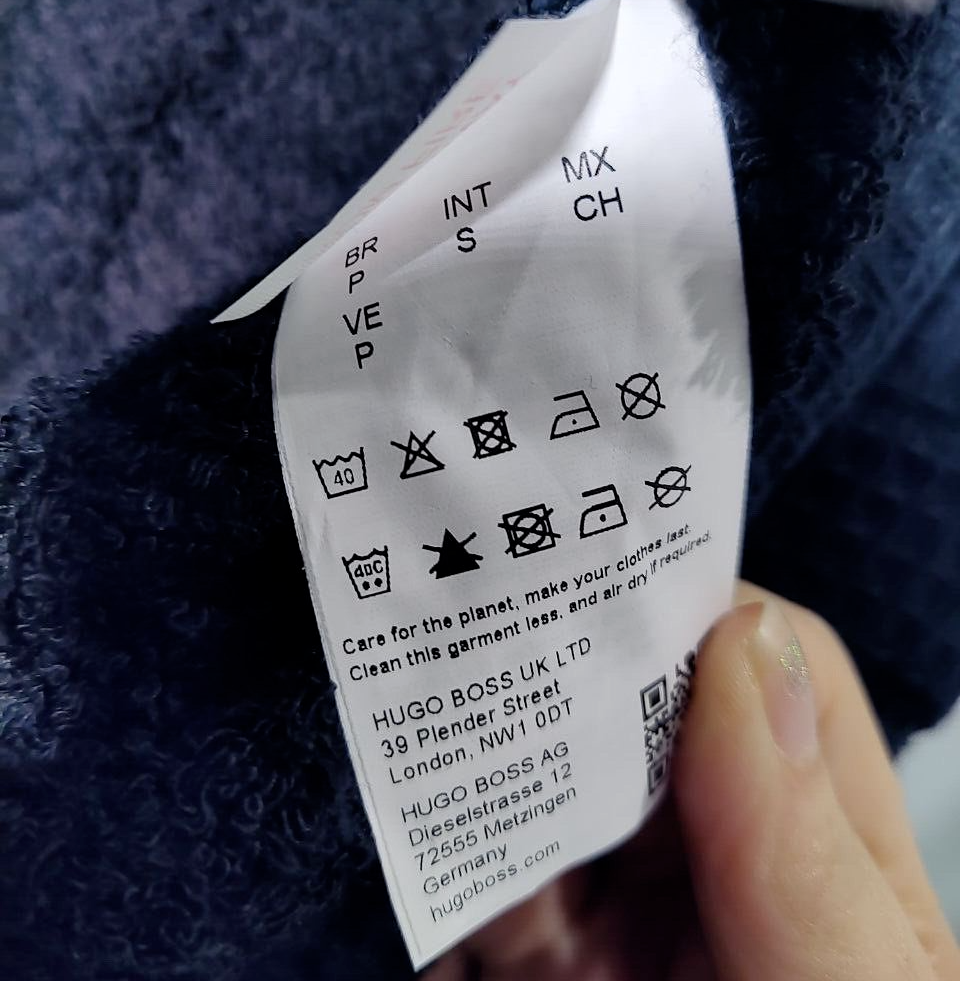 BR INT MX
P S CH
VE
P
40
40C
Care for the planet, make your clothes last.
Clean this garment less, and air dry if required.
HUGO BOSS UK LTD
39 Plender Street
London, NW1 0DT
HUGO BOSS AG
Dieselstrasse 12
72555 Metzingen
Germany
hugoboss.com